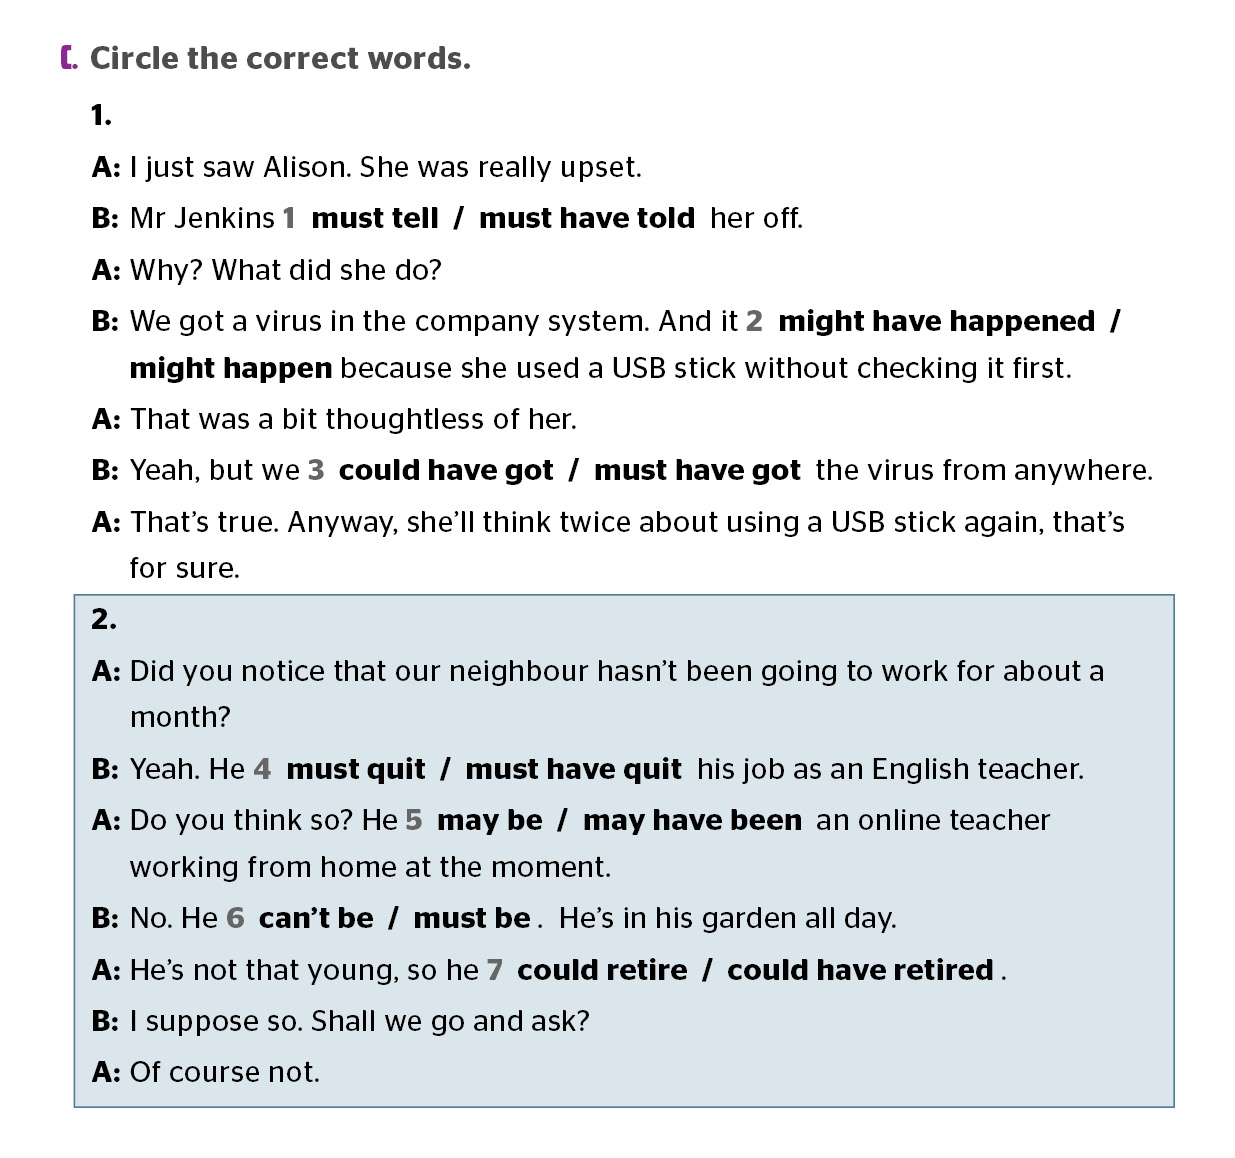 C. Circle the correct words.
1.
A: I just saw Alison. She was really upset.
B: Mr Jenkins 1 must tell / must have told her off.
A: Why? What did she do?
B: We got a virus in the company system. And it 2 might have happened /
might happen because she used a USB stick without checking it first.
A: That was a bit thoughtless of her.
B: Yeah, but we 3 could have got / must have got the virus from anywhere.
A: That’s true. Anyway, she’ll think twice about using a USB stick again, that’s
for sure.
2.
A: Did you notice that our neighbour hasn’t been going to work for about a
month?
B: Yeah. He 4 must quit / must have quit his job as an English teacher.
A: Do you think so? He 5 may be / may have been an online teacher
working from home at the moment.
B: No. He 6 can’t be / must be. He’s in his garden all day.
A: He’s not that young, so he 7 could retire / could have retired.
B: I suppose so. Shall we go and ask?
A: Of course not.